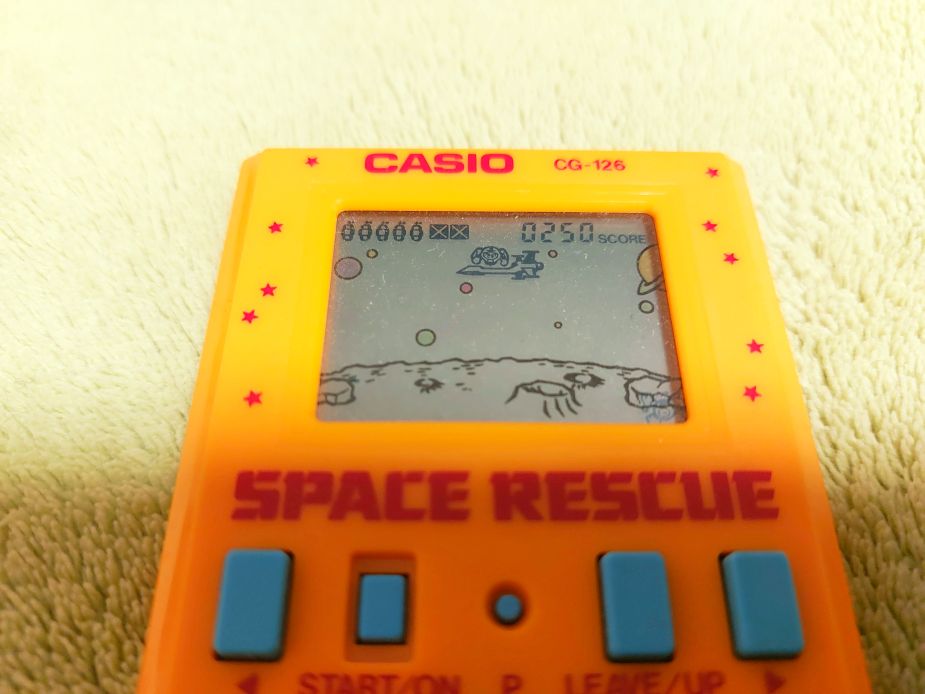 CASIO CG-126
0250 SCORE
SPACE RESCUE
START/ON P LEAVE/UP